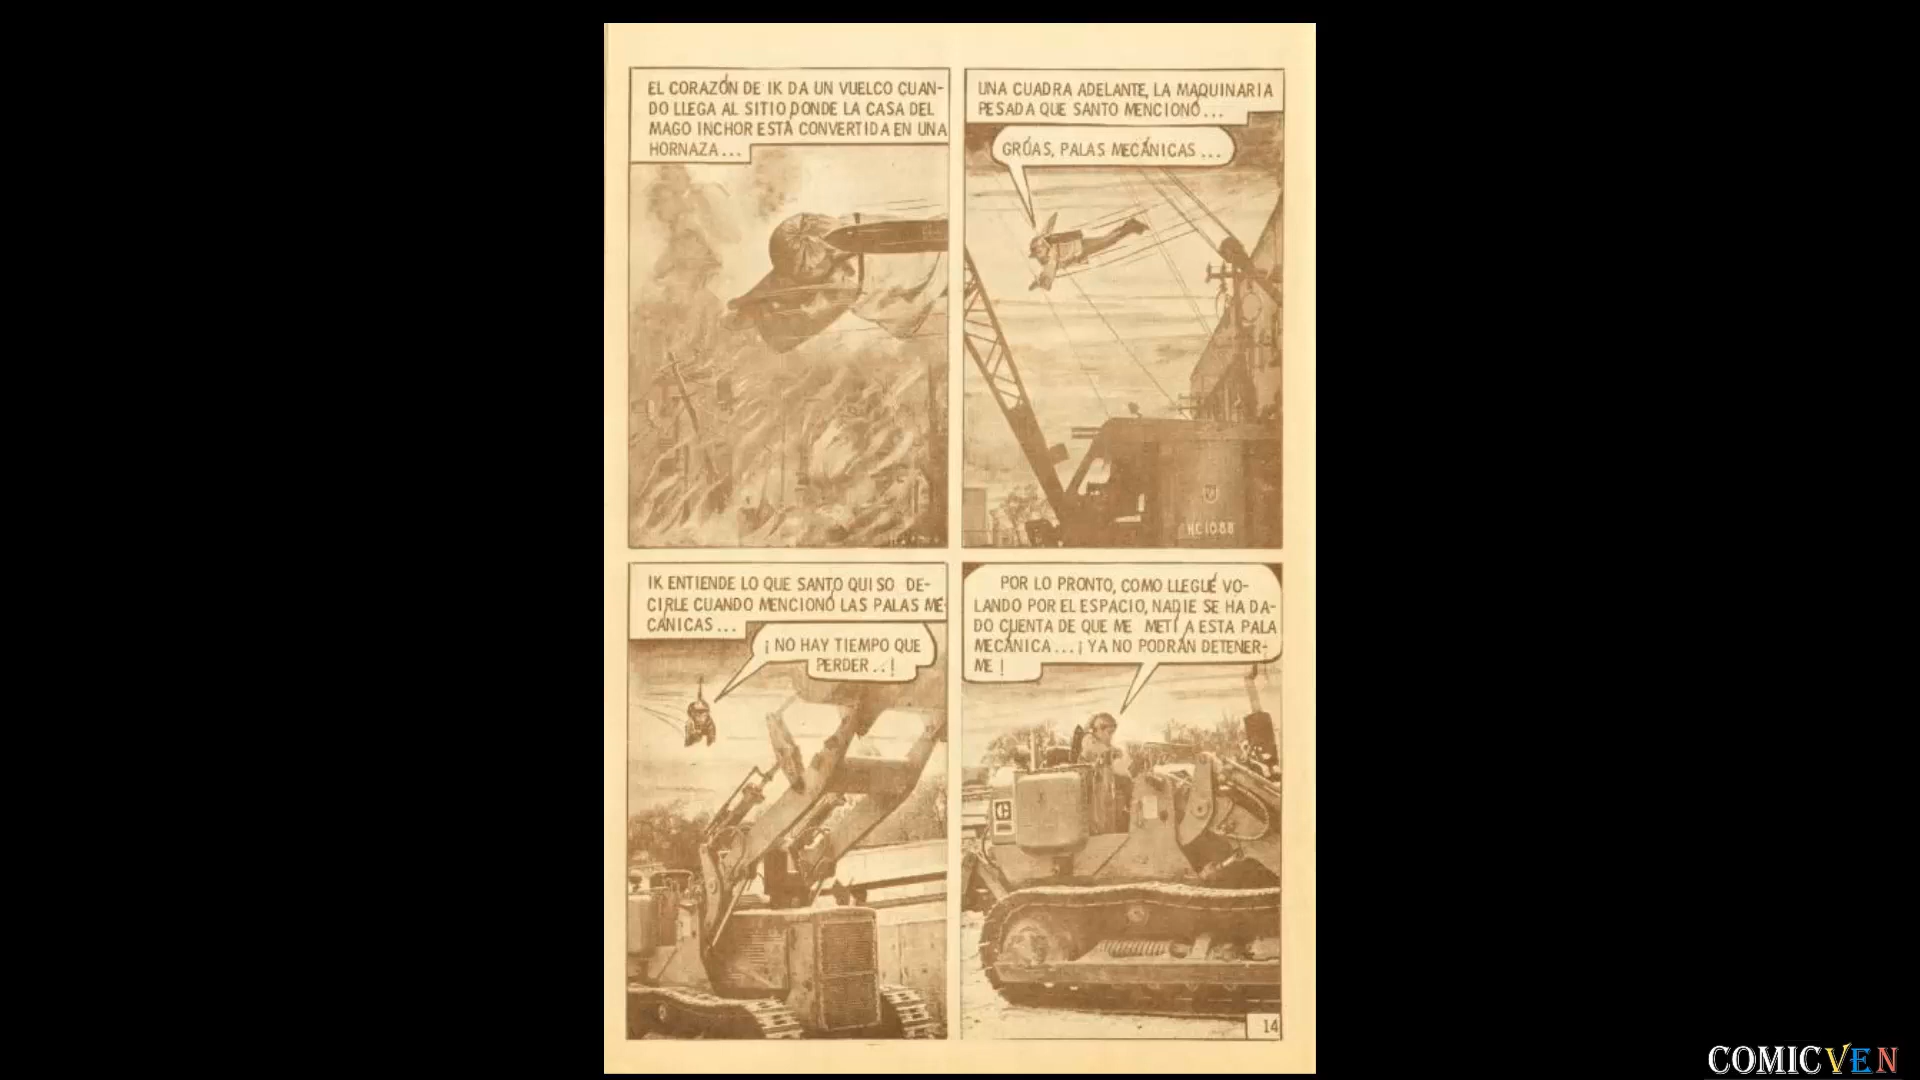 EL CORAZÓN DE IK DA UN VUELCO CUAN-
DO LLEGA AL SITIO DONDE LA CASA DEL
MAGO INCHOR ESTÁ CONVERTIDA EN UNA
HORNAZA...
UNA CUADRA ADELANTE, LA MAQUINARIA
PESADA QUE SANTO MENCIONÓ...
GRÚAS, PALAS MECÁNICAS...
HC1088
IK ENTIENDE LO QUE SANTO QUISO DE-
CIRLE CUANDO MENCIONÓ LAS PALAS ME-
CÁNICAS...
¡NO HAY TIEMPO QUE
PERDER..!
POR LO PRONTO, COMO LLEGUÉ VO-
LANDO POR EL ESPACIO, NADIE SE HA DA-
DO CUENTA DE QUE ME METÍ A ESTA PALA
MECÁNICA...¡YA NO PODRÁN DETENER-
ME!
14
COMICVEN